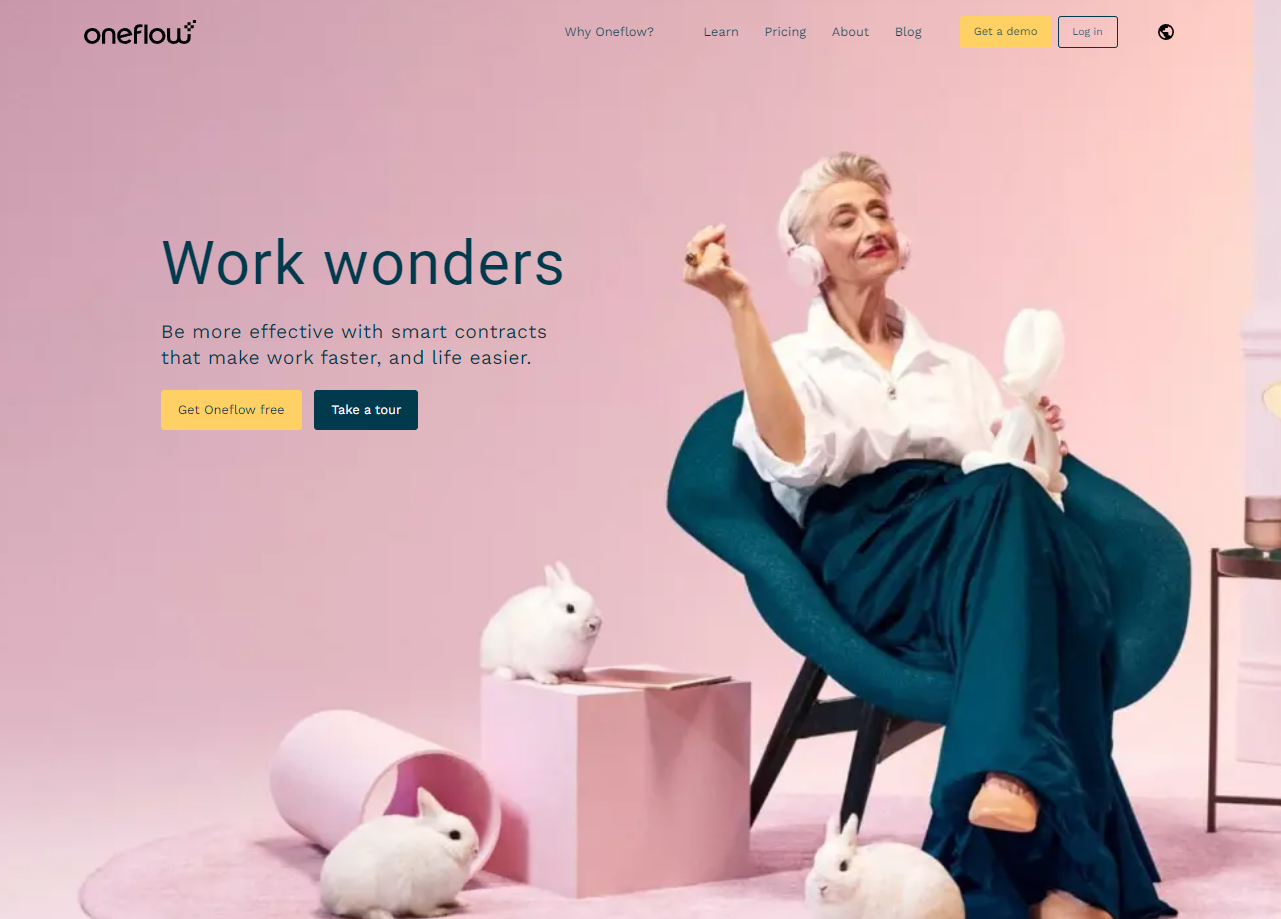 oneflow
Why Oneflow?
Learn
Pricing
About
Blog
Get a demo
Log in
Work wonders
Be more effective with smart contracts
that make work faster, and life easier.
Get Oneflow free
Take a tour